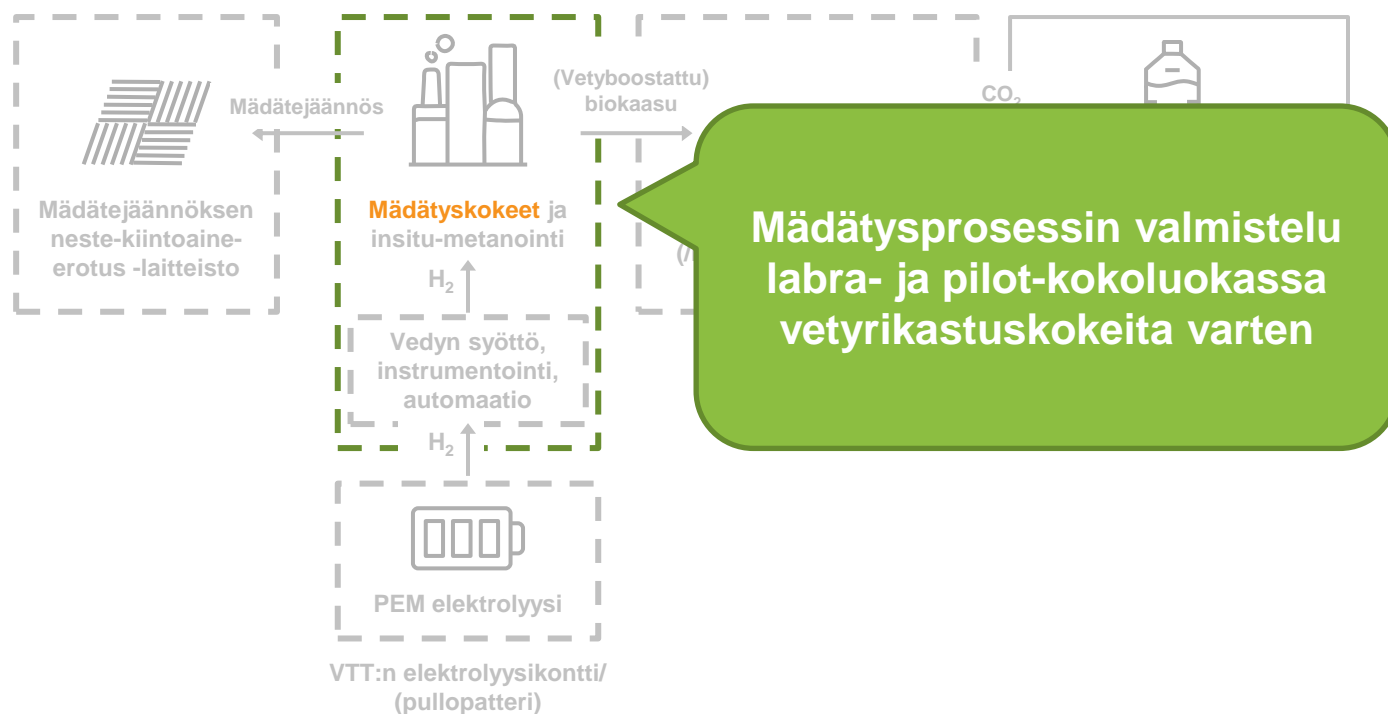 Mädätejäännös
(Vetyboostattu)
biokaasu
CO₂
Mädätejäännöksen
neste-kiintoaine-
erotus -laitteisto
Mädätyskokeet ja
insitu-metanointi
H₂
Vedyn syöttö,
instrumentointi,
automaatio
H₂
PEM elektrolyysi
VTT:n elektrolyysikontti/
(pullopatteri)
Mädätysprosessin valmistelu
labra- ja pilot-kokoluokassa
vetyrikastuskokeita varten